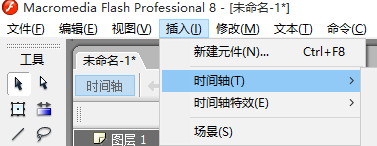 Macromedia Flash Professional 8 - [未命名-1*]
文件(F) 编辑(E) 视图(V) 插入(I) 修改(M) 文本(T) 命令(C)
工具
未命名-1*
时间轴
图层 1
新建元件(N)... Ctrl+F8
时间轴(T)
时间轴特效(E)
场景(S)